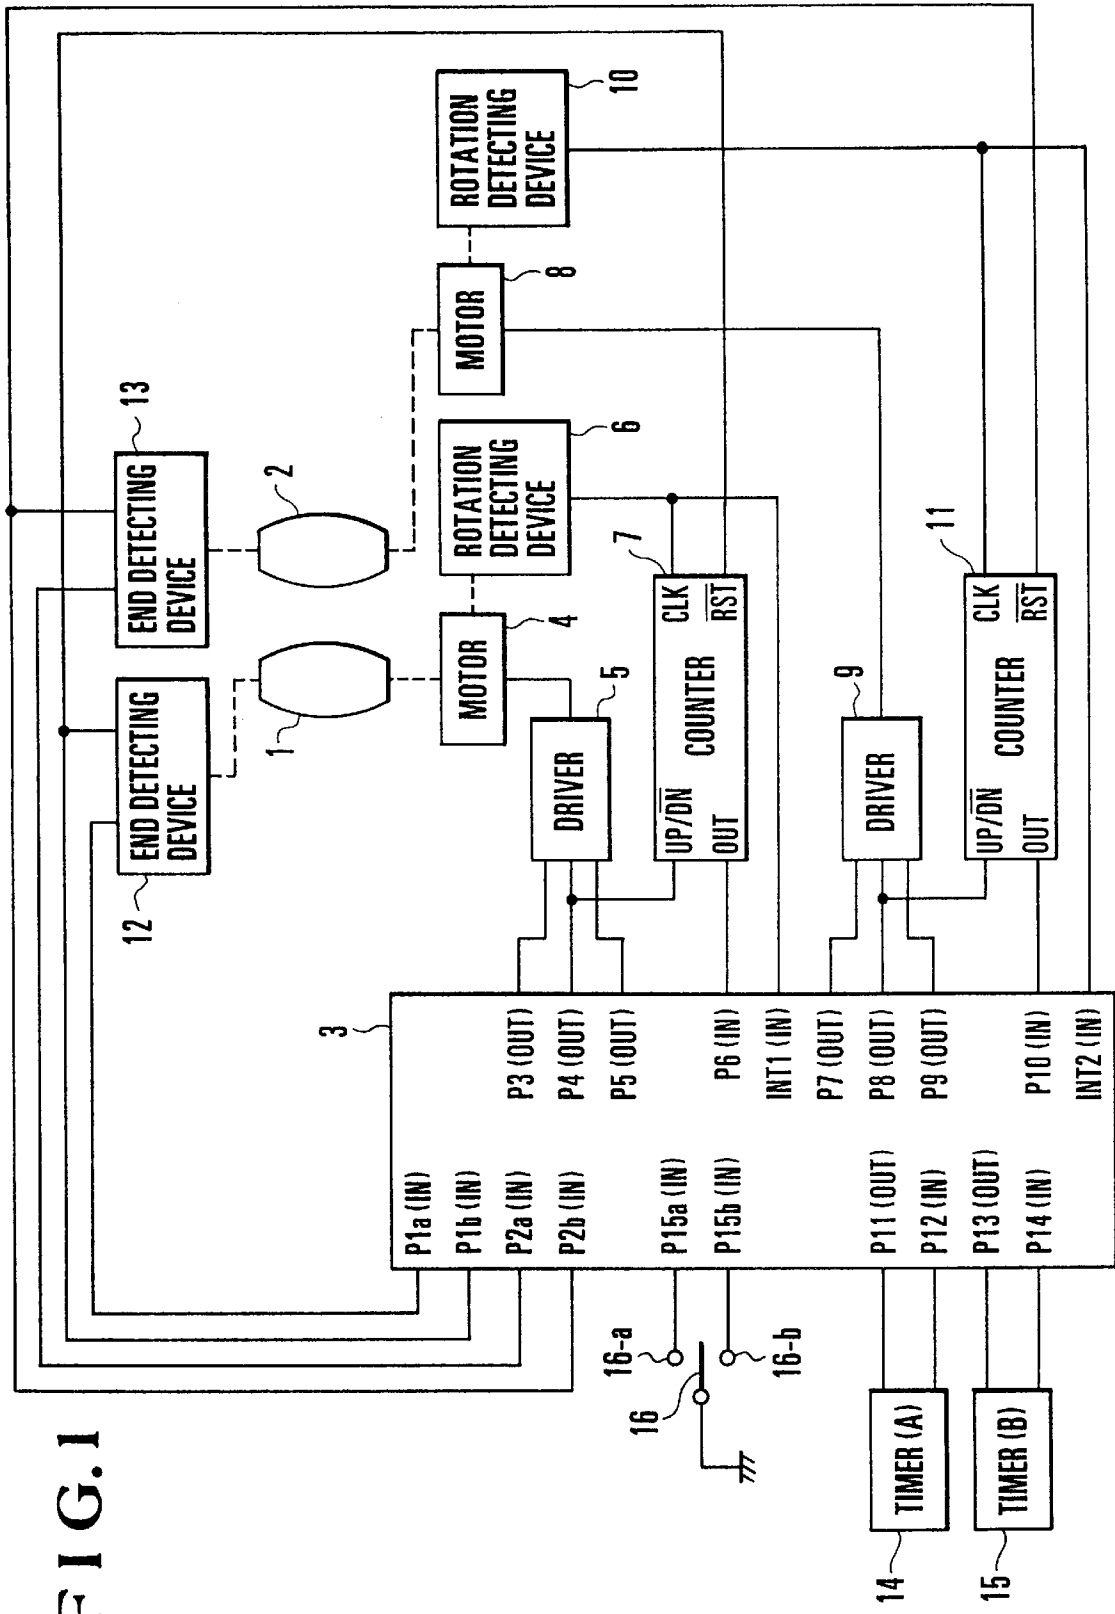 FIG. 1
12
END DETECTING
DEVICE
13
END DETECTING
DEVICE
1
2
MOTOR
4
ROTATION
DETECTING
DEVICE
6
MOTOR
8
ROTATION
DETECTING
DEVICE
10
3
P1a (IN)
P1b (IN)
P2a (IN)
P2b (IN)
P15a (IN)
P15b (IN)
P11 (OUT)
P12 (IN)
P13 (OUT)
P14 (IN)
P3 (OUT)
P4 (OUT)
P5 (OUT)
P6 (IN)
INT1 (IN)
P7 (OUT)
P8 (OUT)
P9 (OUT)
P10 (IN)
INT2 (IN)
DRIVER
5
7
UP/DN
CLK
COUNTER
OUT
RST
DRIVER
9
11
UP/DN
CLK
COUNTER
OUT
RST
16
16-a
16-b
14
TIMER (A)
15
TIMER (B)